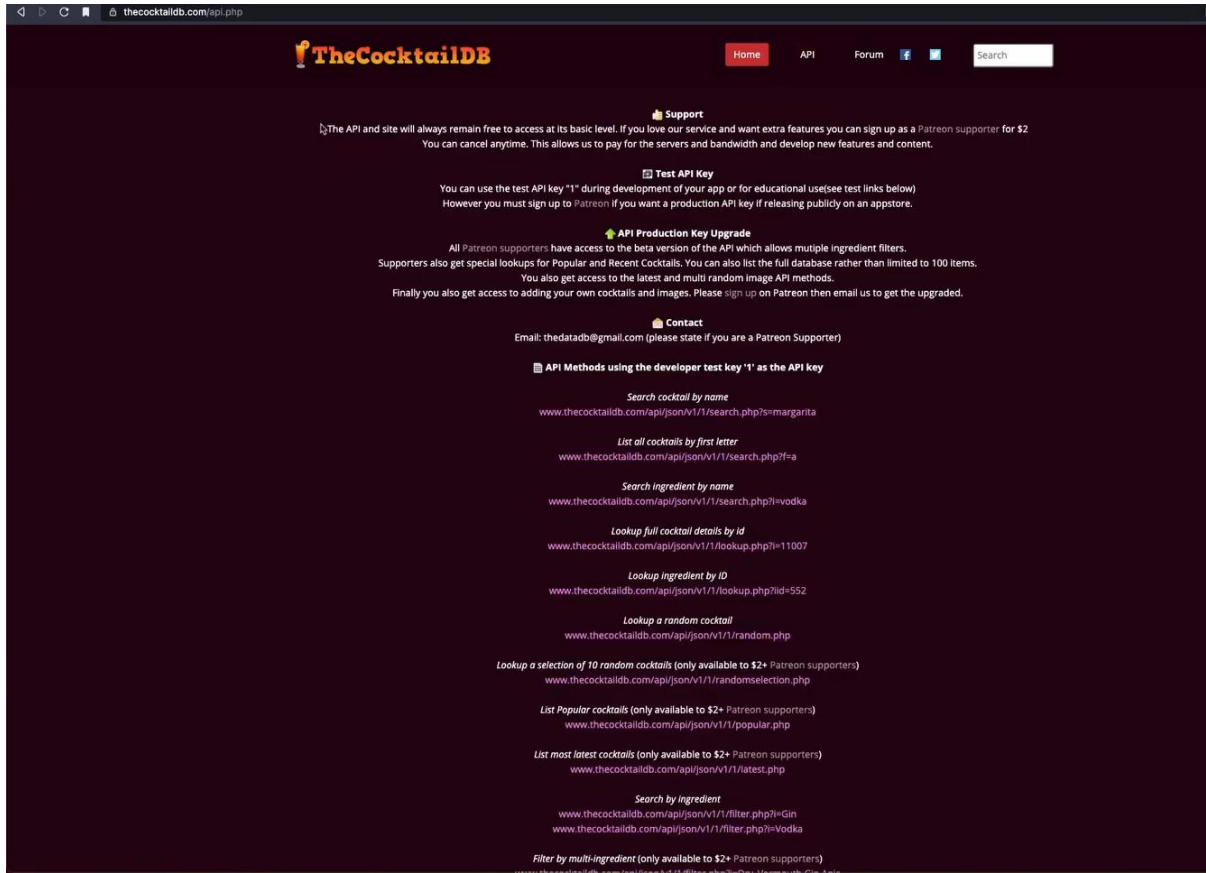 thecocktaildb.com/api.php
TheCocktailDB
Home
API
Forum
Search
Support
The API and site will always remain free to access at its basic level. If you love our service and want extra features you can sign up as a Patreon supporter for $2
You can cancel anytime. This allows us to pay for the servers and bandwidth and develop new features and content.
Test API Key
You can use the test API key "1" during development of your app or for educational use(see test links below)
However you must sign up to Patreon if you want a production API key if releasing publicly on an appstore.
API Production Key Upgrade
All Patreon supporters have access to the beta version of the API which allows mutiple ingredient filters.
Supporters also get special lookups for Popular and Recent Cocktails. You can also list the full database rather than limited to 100 items.
You also get access to the latest and multi random image API methods.
Finally you also get access to adding your own cocktails and images. Please sign up on Patreon then email us to get the upgraded.
Contact
Email: thedatadb@gmail.com (please state if you are a Patreon Supporter)
API Methods using the developer test key '1' as the API key
Search cocktail by name
www.thecocktaildb.com/api/json/v1/1/search.php?s=margarita
List all cocktails by first letter
www.thecocktaildb.com/api/json/v1/1/search.php?f=a
Search ingredient by name
www.thecocktaildb.com/api/json/v1/1/search.php?i=vodka
Lookup full cocktail details by id
www.thecocktaildb.com/api/json/v1/1/lookup.php?i=11007
Lookup ingredient by ID
www.thecocktaildb.com/api/json/v1/1/lookup.php?iid=552
Lookup a random cocktail
www.thecocktaildb.com/api/json/v1/1/random.php
Lookup a selection of 10 random cocktails (only available to $2+ Patreon supporters)
www.thecocktaildb.com/api/json/v1/1/randomselection.php
List Popular cocktails (only available to $2+ Patreon supporters)
www.thecocktaildb.com/api/json/v1/1/popular.php
List most latest cocktails (only available to $2+ Patreon supporters)
www.thecocktaildb.com/api/json/v1/1/latest.php
Search by ingredient
www.thecocktaildb.com/api/json/v1/1/filter.php?i=Gin
www.thecocktaildb.com/api/json/v1/1/filter.php?i=Vodka
Filter by multi-ingredient (only available to $2+ Patreon supporters)